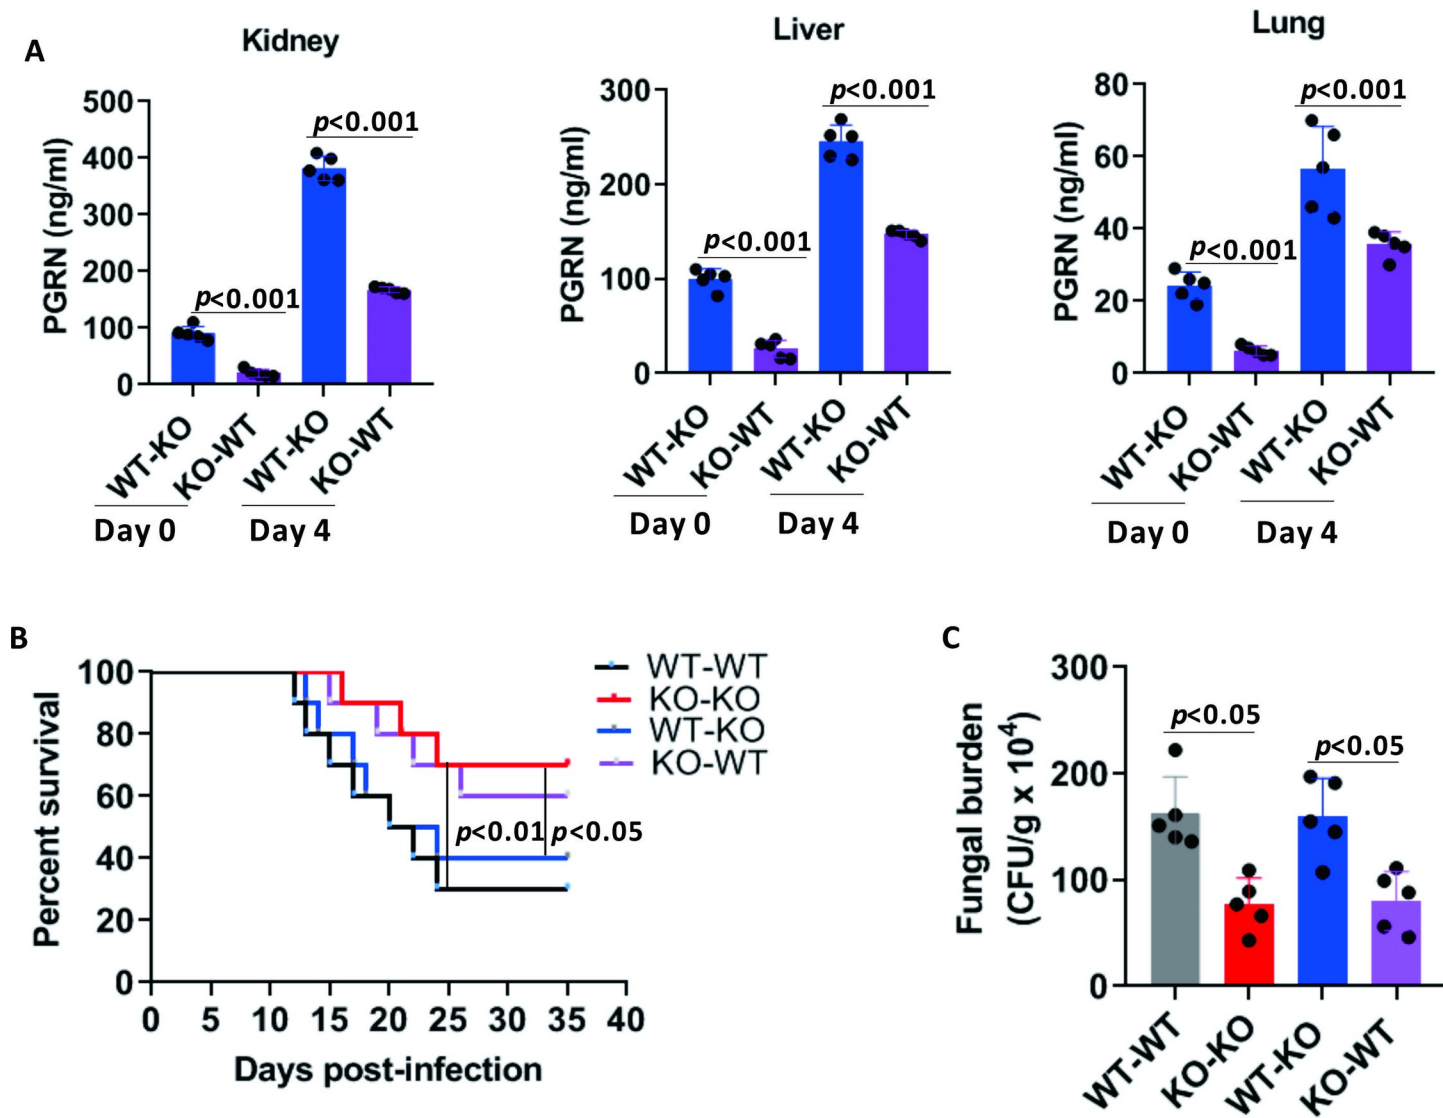 A
Kidney
PGRN (ng/ml)
500
400
300
200
100
0
p<0.001
p<0.001
WT-KO
KO-WT
WT-KO
KO-WT
Day 0
Day 4
Liver
PGRN (ng/ml)
300
200
100
0
p<0.001
p<0.001
WT-KO
KO-WT
WT-KO
KO-WT
Day 0
Day 4
Lung
PGRN (ng/ml)
80
60
40
20
0
p<0.001
p<0.001
WT-KO
KO-WT
WT-KO
KO-WT
Day 0
Day 4
B
Percent survival
100
80
60
40
20
0
0 5 10 15 20 25 30 35 40
Days post-infection
WT-WT
KO-KO
WT-KO
KO-WT
p<0.01
p<0.05
C
Fungal burden
(CFU/g x 10⁴)
300
200
100
0
p<0.05
p<0.05
WT-WT
KO-KO
WT-KO
KO-WT